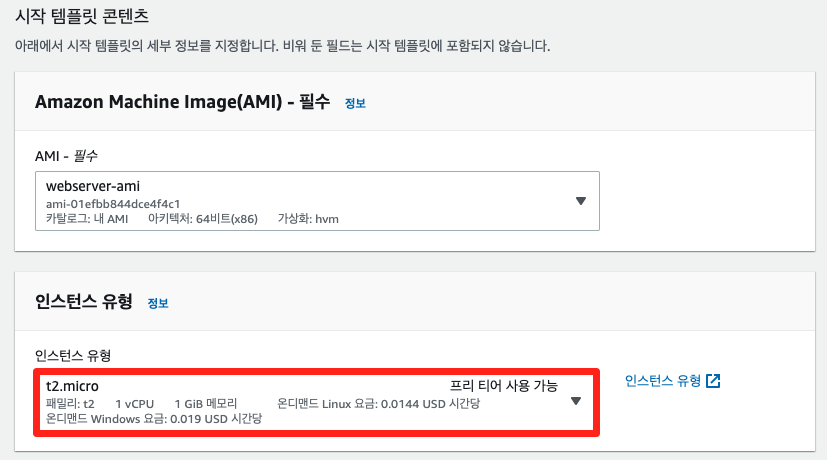 시작 템플릿 콘텐츠
아래에서 시작 템플릿의 세부 정보를 지정합니다. 비워 둔 필드는 시작 템플릿에 포함되지 않습니다.
Amazon Machine Image(AMI) - 필수 정보
AMI - 필수
webserver-ami
ami-01efbb844dce4f4c1
카탈로그: 내 AMI 아키텍처: 64비트(x86) 가상화: hvm
인스턴스 유형 정보
인스턴스 유형
t2.micro 프리 티어 사용 가능
패밀리: t2 1 vCPU 1 GiB 메모리 온디맨드 Linux 요금: 0.0144 USD 시간당
온디맨드 Windows 요금: 0.019 USD 시간당
인스턴스 유형